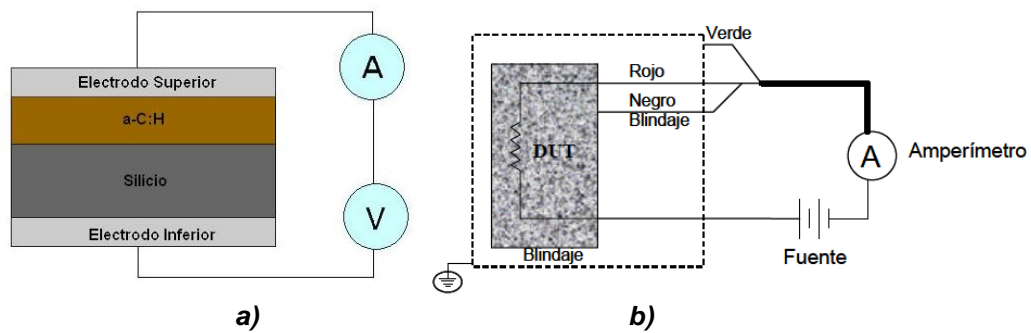 Electrodo Superior
a-C:H
Silicio
Electrodo Inferior
A
V
a)
Verde
Rojo
Negro
Blindaje
DUT
Blindaje
A
Amperímetro
Fuente
b)